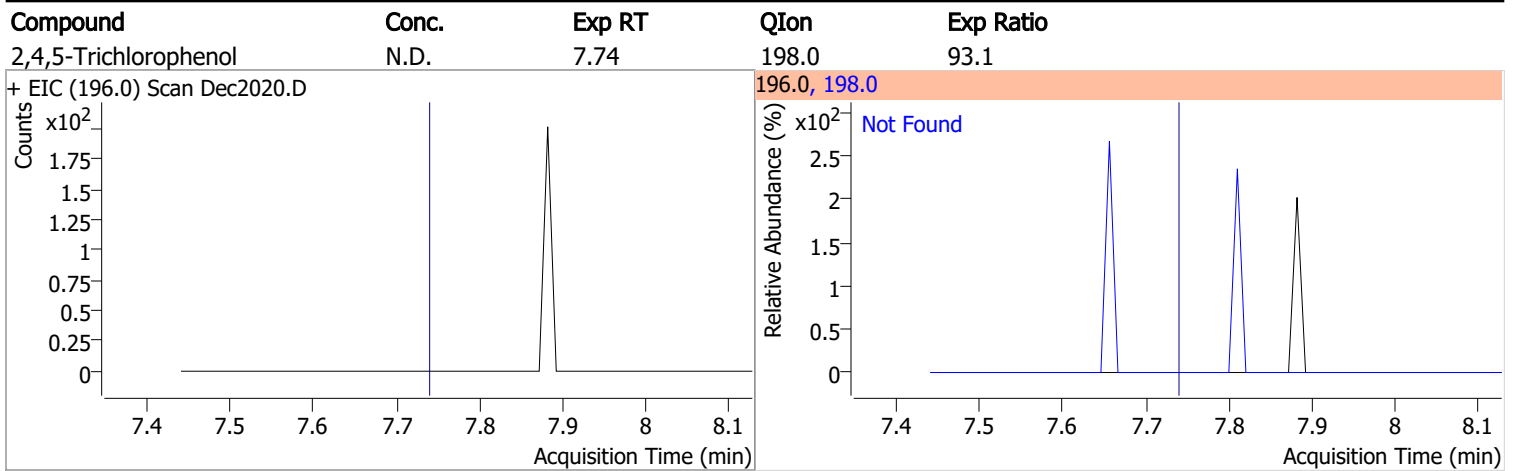 Compound Conc. Exp RT QIon Exp Ratio
2,4,5-Trichlorophenol N.D. 7.74 198.0 93.1
+ EIC (196.0) Scan Dec2020.D
Counts
x10²
1.75
1.5
1.25
1
0.75
0.5
0.25
0
7.4 7.5 7.6 7.7 7.8 7.9 8 8.1
Acquisition Time (min)
196.0, 198.0
Relative Abundance (%)
x10²
Not Found
2.5
2
1.5
1
0.5
0
7.4 7.5 7.6 7.7 7.8 7.9 8 8.1
Acquisition Time (min)